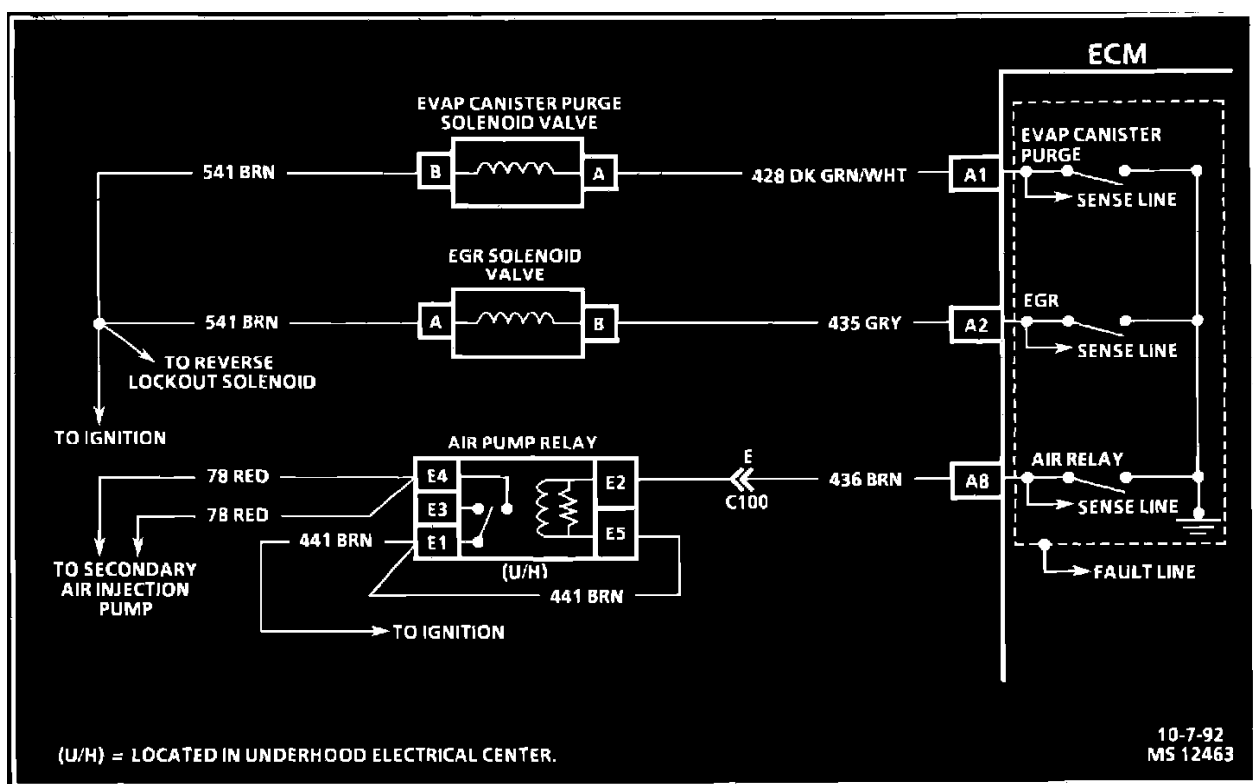 ECM
EVAP CANISTER PURGE
SOLENOID VALVE
541 BRN
B
A
428 DK GRN/WHT
A1
EVAP CANISTER
PURGE
SENSE LINE
EGR SOLENOID
VALVE
541 BRN
A
B
435 GRY
A2
EGR
SENSE LINE
TO REVERSE
LOCKOUT SOLENOID
TO IGNITION
AIR PUMP RELAY
78 RED
E4
E2
E
C100
436 BRN
A8
AIR RELAY
SENSE LINE
78 RED
E3
441 BRN
E1
E5
(U/H)
441 BRN
TO SECONDARY
AIR INJECTION
PUMP
TO IGNITION
FAULT LINE
(U/H) = LOCATED IN UNDERHOOD ELECTRICAL CENTER.
10-7-92
MS 12463